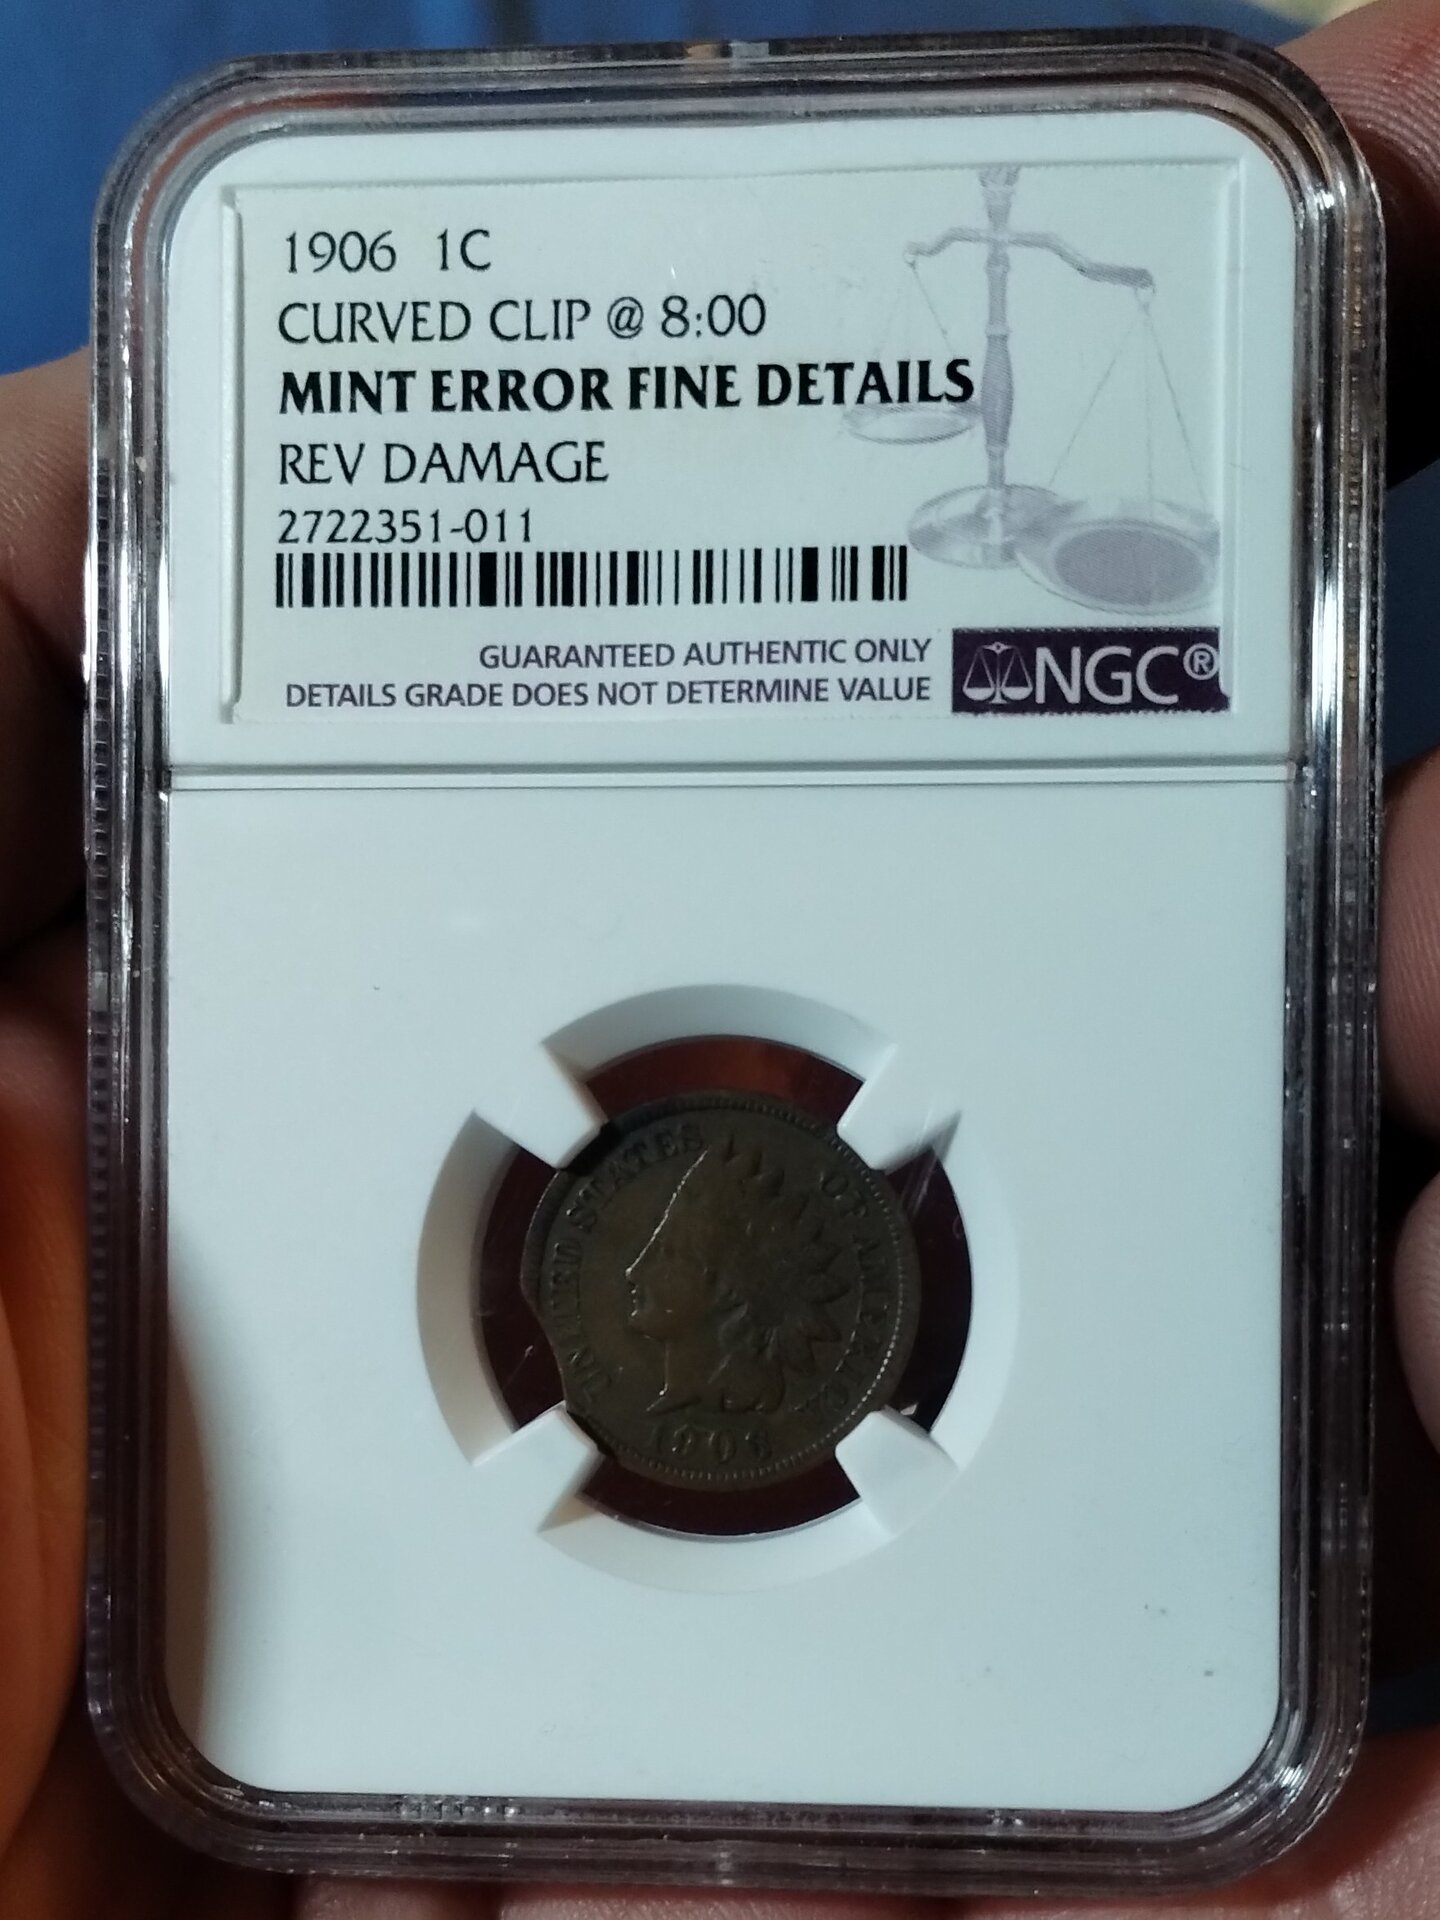 1906 1C
CURVED CLIP @ 8:00
MINT ERROR FINE DETAILS
REV DAMAGE
2722351-011
GUARANTEED AUTHENTIC ONLY
DETAILS GRADE DOES NOT DETERMINE VALUE
NGC®
UNITED STATES OF AMERICA
1906